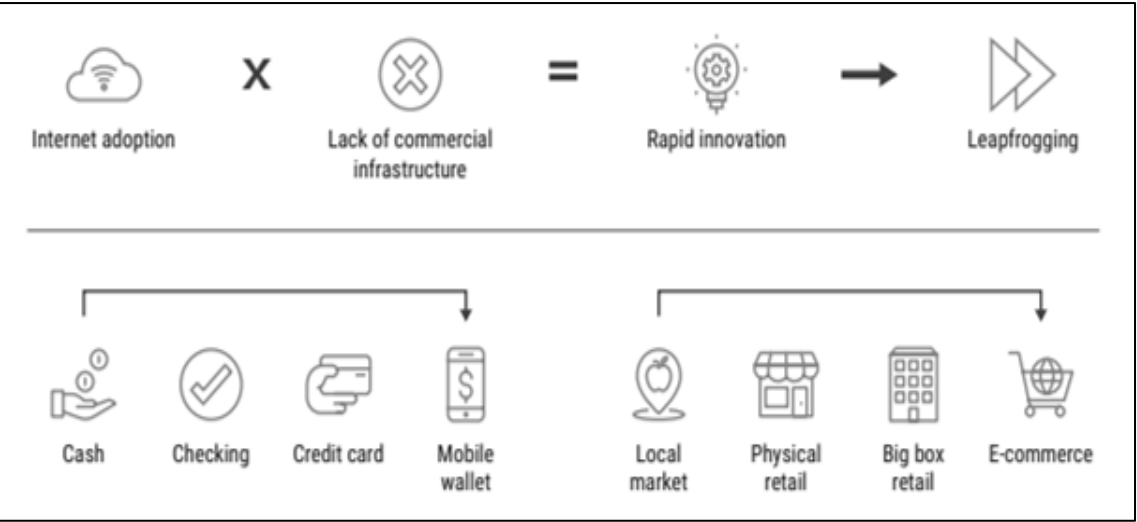 X
=
Internet adoption
Lack of commercial
infrastructure
Rapid innovation
Leapfrogging
$
Cash
Checking
Credit card
Mobile
wallet
Local
market
Physical
retail
Big box
retail
E-commerce